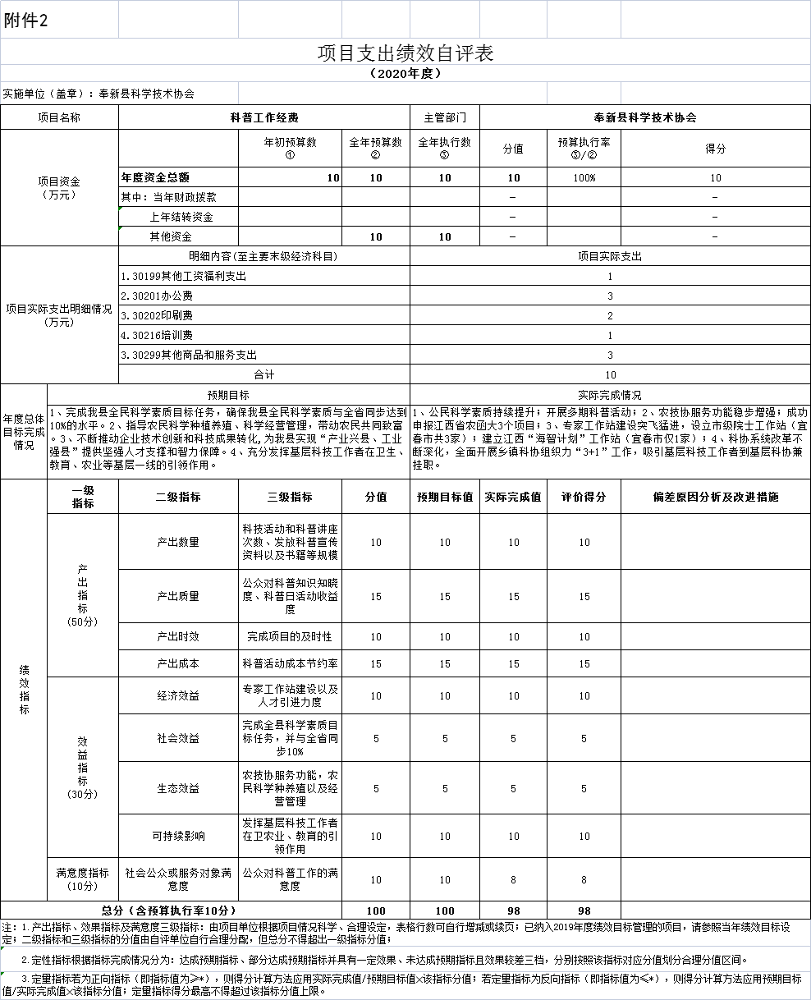 附件2
项目支出绩效自评表
（2020年度）
实施单位（盖章）：奉新县科学技术协会
项目名称 科普工作经费 主管部门 奉新县科学技术协会
项目资金
（万元）
年初预算数
①
全年预算数
②
全年执行数
③
分值
预算执行率
③/②
得分
年度资金总额 10 10 10 10 100% 10
其中：当年财政拨款 － －
上年结转资金 － －
其他资金 10 10 － －
项目实际支出明细情况
(万元)
明细内容(至主要末级经济科目) 项目实际支出
1.30199其他工资福利支出 1
2.30201办公费 3
3.30202印刷费 2
4.30216培训费 1
3.30299其他商品和服务支出 3
合计 10
年度总体
目标完成
情况
预期目标 实际完成情况
1、完成我县全民科学素质目标任务，确保我县全民科学素质与全省同步达到
10%的水平。2、指导农民科学种植养殖、科学经营管理，带动农民共同致富
。3、不断推动企业技术创新和科技成果转化,为我县实现“产业兴县、工业
强县”提供坚强人才支撑和智力保障。4、充分发挥基层科技工作者在卫生、
教育、农业等基层一线的引领作用。
1、公民科学素质持续提升；开展多期科普活动；2、农技协服务功能稳步增强；成功
申报江西省农函大3个项目；3、专家工作站建设突飞猛进，设立市级院士工作站（宜
春市共3家）；建立江西“海智计划”工作站（宜春市仅1家）；4、科协系统改革不
断深化，全面开展乡镇科协组织力“3+1”工作，吸引基层科技工作者到基层科协兼
挂职。
绩
效
指
标
一级
指标
二级指标 三级指标 分值 预期目标值 实际完成值 评价得分 偏差原因分析及改进措施
产
出
指
标
(50分)
产出数量
科技活动和科普讲座
次数、发放科普宣传
资料以及书籍等规模
10 10 10 10
产出质量
公众对科普知识知晓
度、科普日活动收益
度
15 15 15 15
产出时效 完成项目的及时性 10 10 10 10
产出成本 科普活动成本节约率 15 15 15 15
效
益
指
标
(30分)
经济效益
专家工作站建设以及
人才引进力度
10 10 10 10
社会效益
完成全县科学素质目
标任务，并与全省同
步10%
5 5 5 5
生态效益
农技协服务功能，农
民科学种养殖以及经
营管理
5 5 5 5
可持续影响
发挥基层科技工作者
在卫农业、教育的引
领作用
10 10 10 10
满意度指标
(10分)
社会公众或服务对象满
意度
公众对科普工作的满
意度
10 10 8 8
总分（含预算执行率10分） 100 100 98 98
注：1.产出指标、效果指标及满意度三级指标：由项目单位根据项目情况科学、合理设定，表格行数可自行增减或续页；已纳入2019年度绩效目标管理的项目，请参照当年绩效目标设
定；二级指标和三级指标的分值由自评单位自行合理分配，但总分不得超出一级指标分值；
2.定性指标根据指标完成情况分为：达成预期指标、部分达成预期指标并具有一定效果、未达成预期指标且效果较差三档，分别按照该指标对应分值划分合理分值区间。
3.定量指标若为正向指标（即指标值为≥*），则得分计算方法应用实际完成值/预期目标值×该指标分值；若定量指标为反向指标（即指标值为≤*），则得分计算方法应用预期目标
值/实际完成值×该指标分值；定量指标得分最高不得超过该指标分值上限。